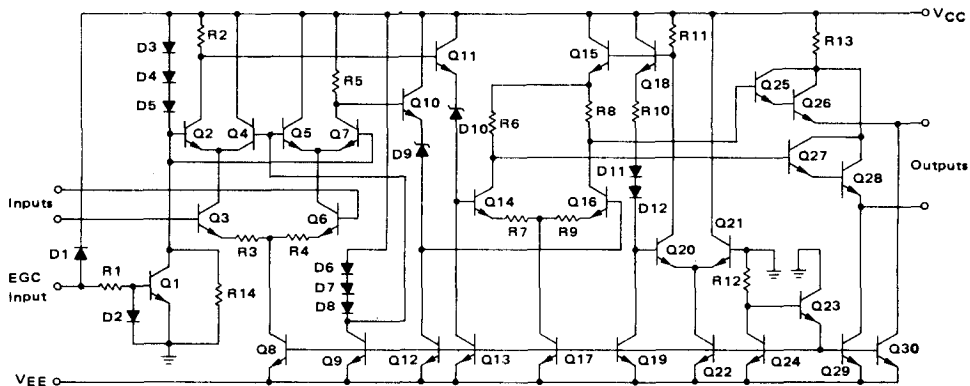 VCC
R2
R11
R13
D3
D4
D5
Q11
Q15
Q18
Q25
Q26
R5
Q10
D10
R10
R6
R8
Q2
Q4
Q5
Q7
D9
Q27
Q28
D11
D12
Outputs
Inputs
Q3
Q6
Q14
Q16
R7
R9
Q21
Q20
R3
R4
D1
R1
EGC
Input
Q1
R14
D2
D6
D7
D8
R12
Q23
Q8
Q9
Q12
Q13
Q17
Q19
Q22
Q24
Q29
Q30
VEE